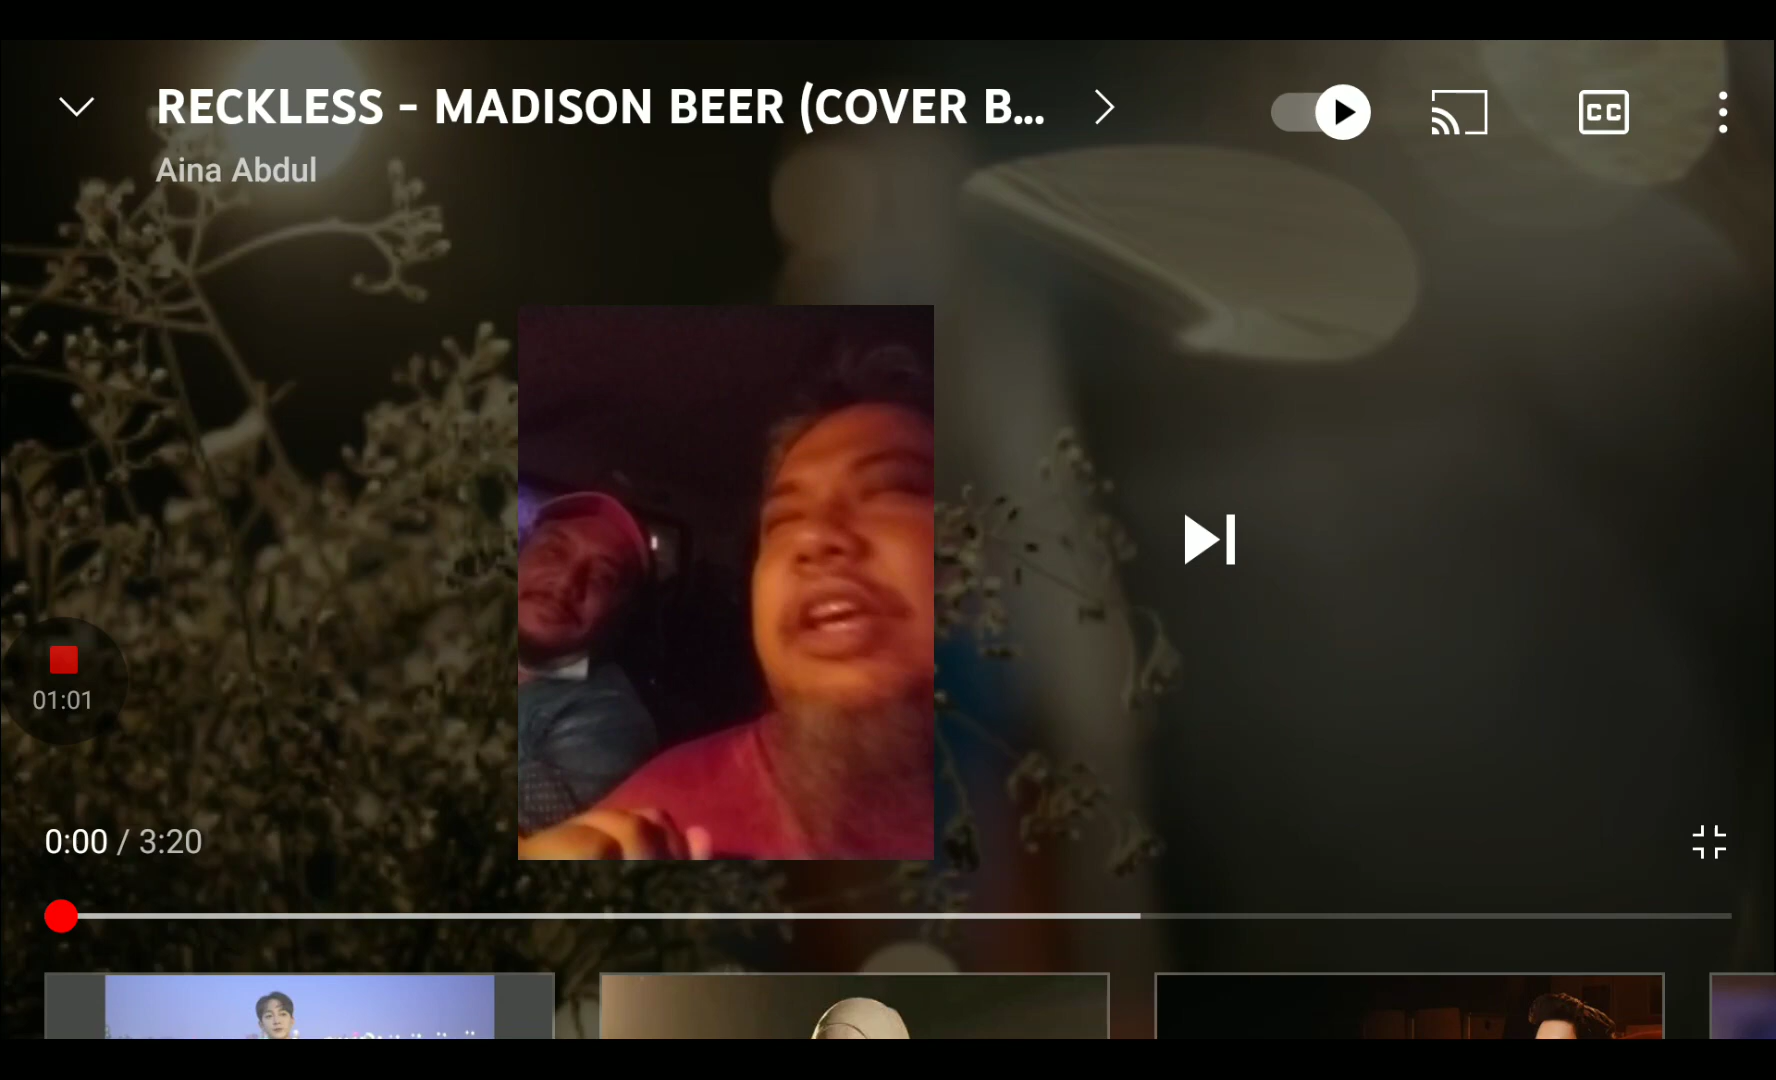 RECKLESS - MADISON BEER (COVER B...
Aina Abdul
CC
01:01
0:00 / 3:20